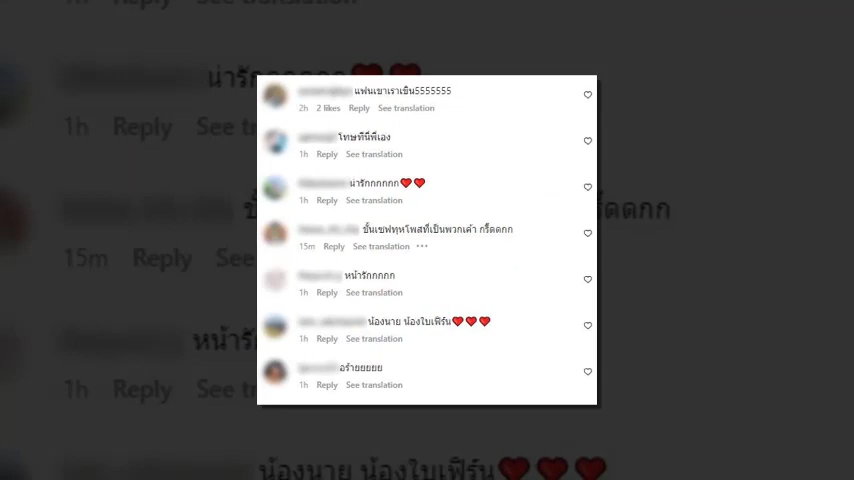 แฟนเขาเราเขิน5555555
2h 2 likes Reply See translation
โทษทีนี่พี่เอง
1h Reply See translation
น่ารักกกกกก❤️❤️
1h Reply See translation
ชั้นเซฟทุหโพสที่เป็นพวกเค้า กรี๊ดดกก
15m Reply See translation •••
หน้ารักกกก
1h Reply See translation
น้องนาย น้องใบเฟิร์น❤️❤️❤️
1h Reply See translation
อร๊ายยยยย
1h Reply See translation